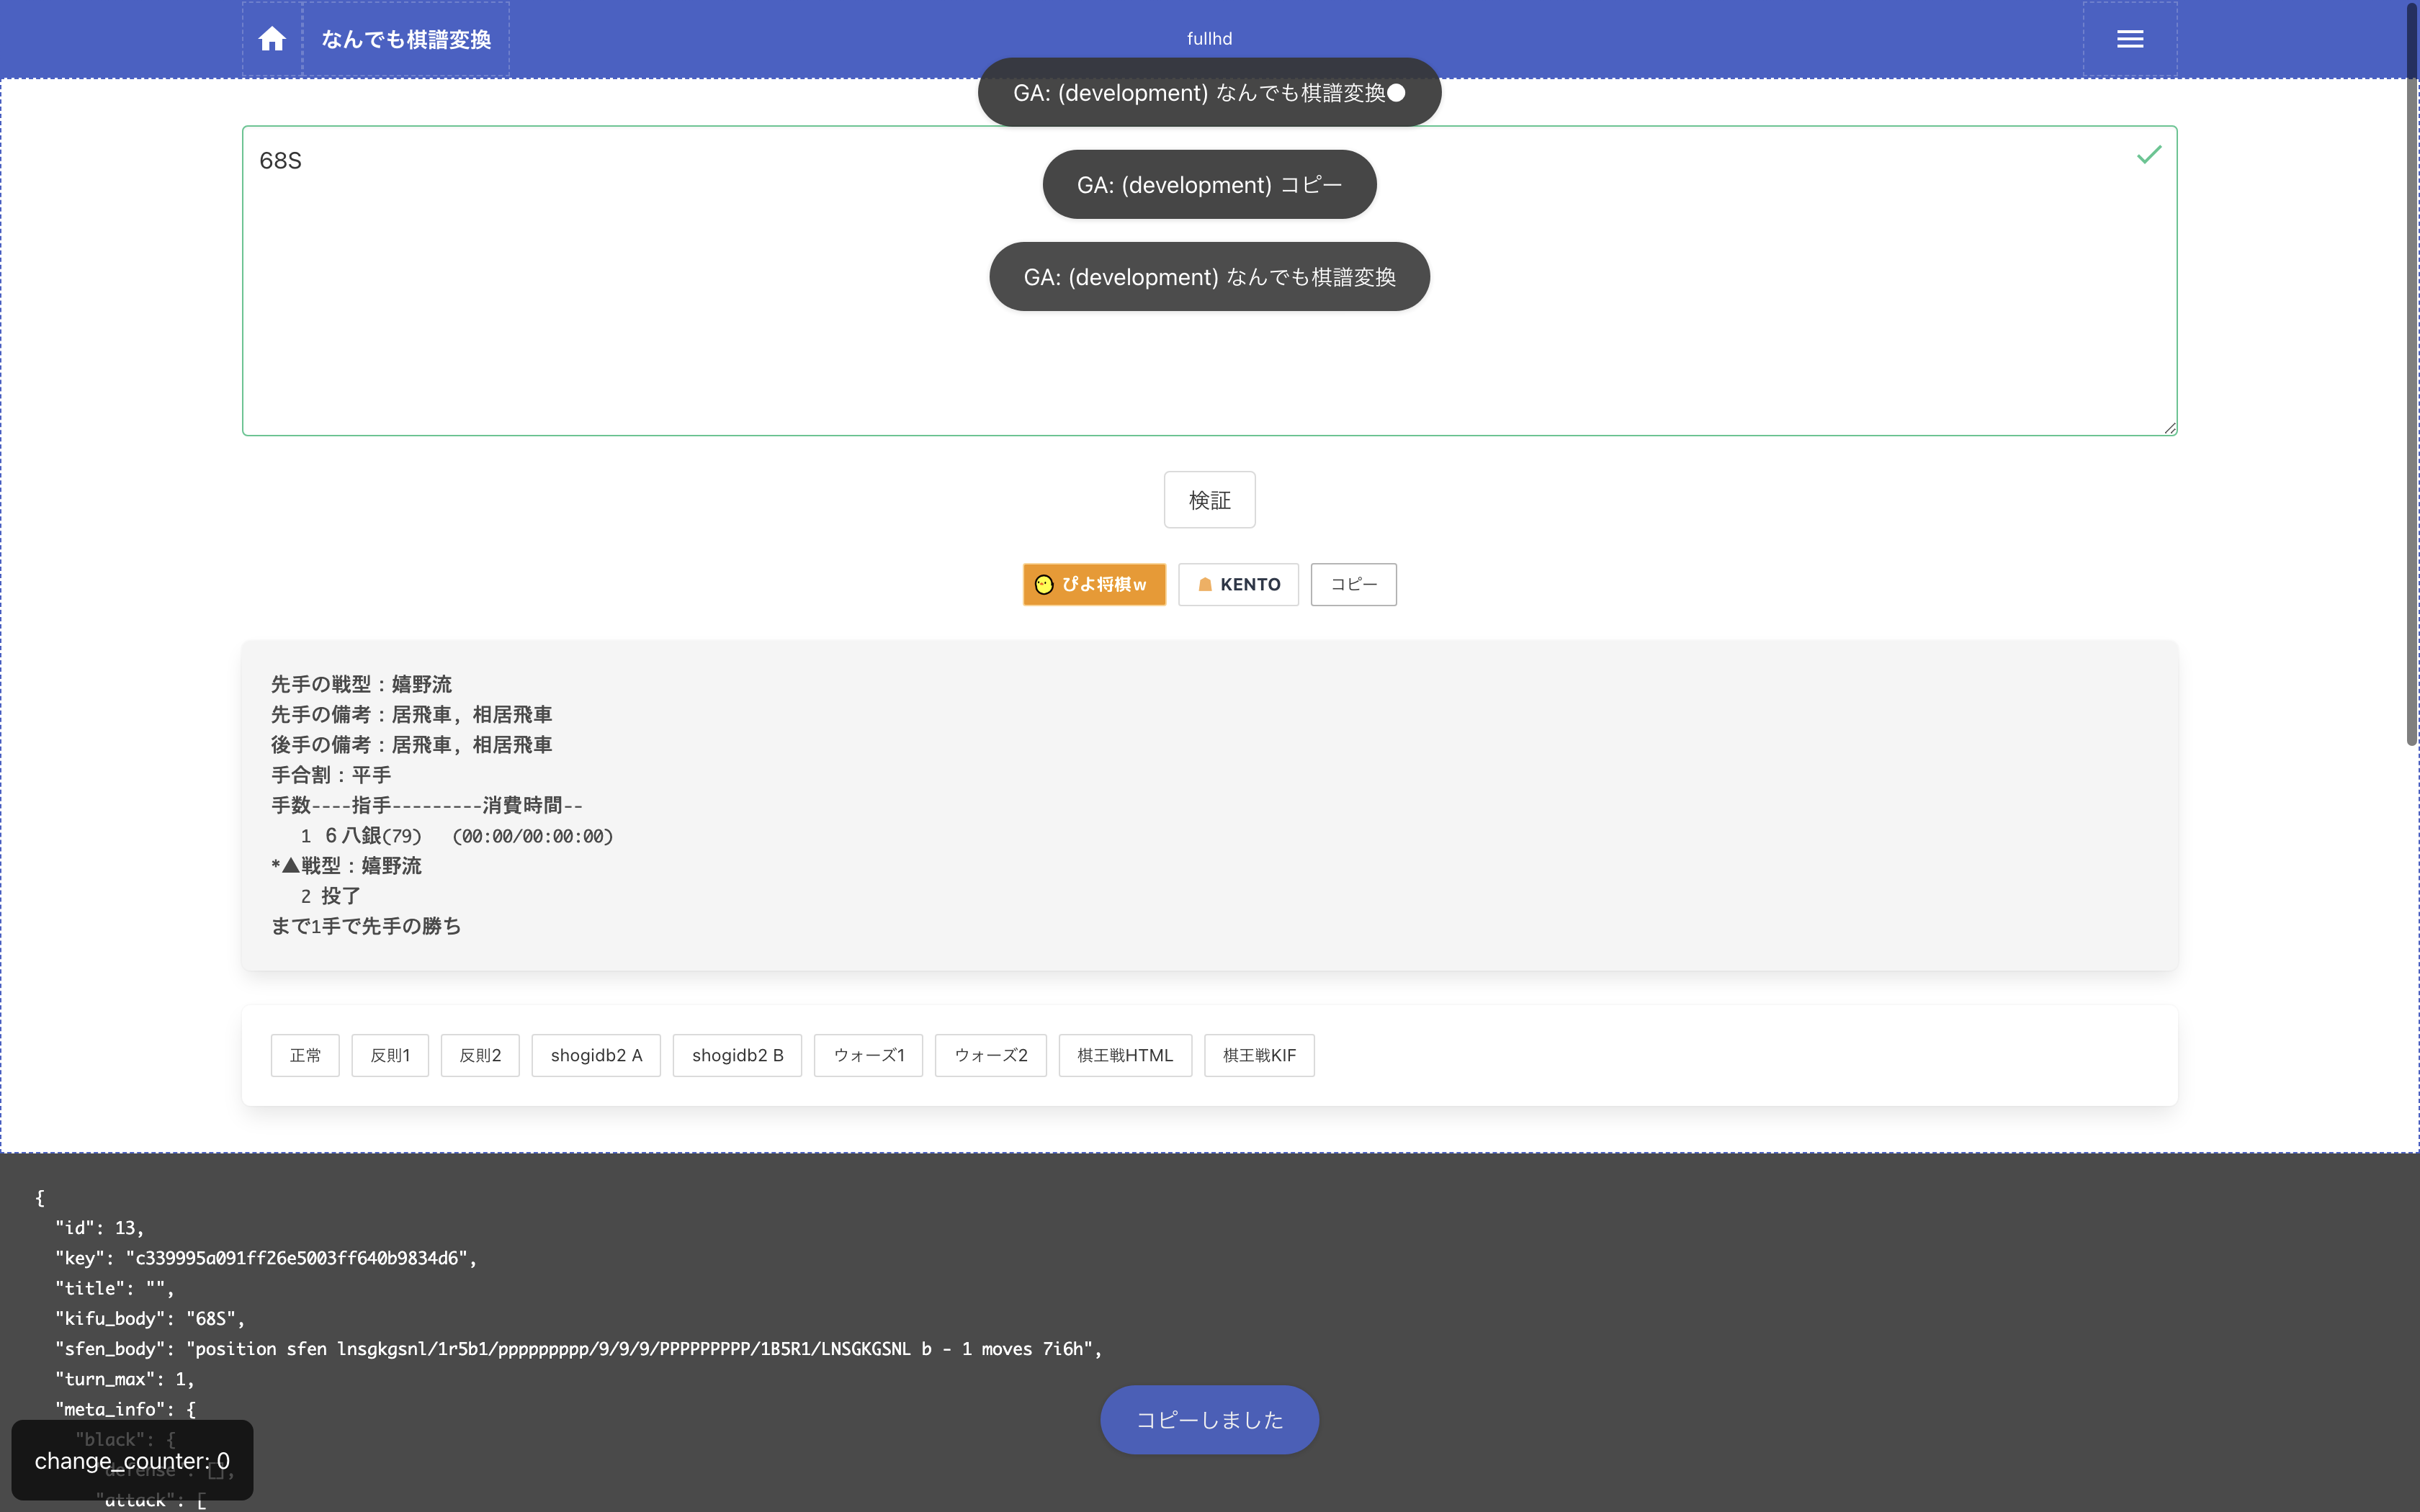 なんでも棋譜変換
fullhd
GA: (development) なんでも棋譜変換●
68S
GA: (development) コピー
GA: (development) なんでも棋譜変換
検証
ぴよ将棋w
KENTO
コピー
先手の戦型：嬉野流
先手の備考：居飛車, 相居飛車
後手の備考：居飛車, 相居飛車
手合割：平手
手数----指手---------消費時間--
1 ６八銀(79) (00:00/00:00:00)
*▲戦型：嬉野流
2 投了
まで1手で先手の勝ち
正常 反則1 反則2 shogidb2 A shogidb2 B ウォーズ1 ウォーズ2 棋王戦HTML 棋王戦KIF
{
"id": 13,
"key": "c339995a091ff26e5003ff640b9834d6",
"title": "",
"kifu_body": "68S",
"sfen_body": "position sfen lnsgkgsnl/1r5b1/ppppppppp/9/9/9/PPPPPPPPP/1B5R1/LNSGKGSNL b - 1 moves 7i6h",
"turn_max": 1,
"meta_info": {
"black": {
"defense": [],
"attack": [
コピーしました
change_counter: 0